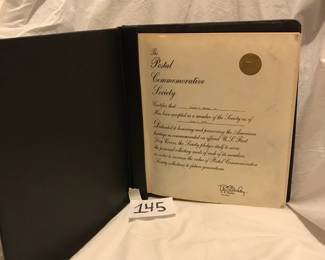 The
Postal
Commemorative
Society
Certifies that
Has been accepted as a member of the Society as of
Dedicated to honoring and preserving the American
heritage as commemorated on official U.S. First
Day Covers, the Society pledges itself to serve
the personal collecting needs of each of its members
in order to increase the value of Postal Commemorative
Society collections to future generations.
145